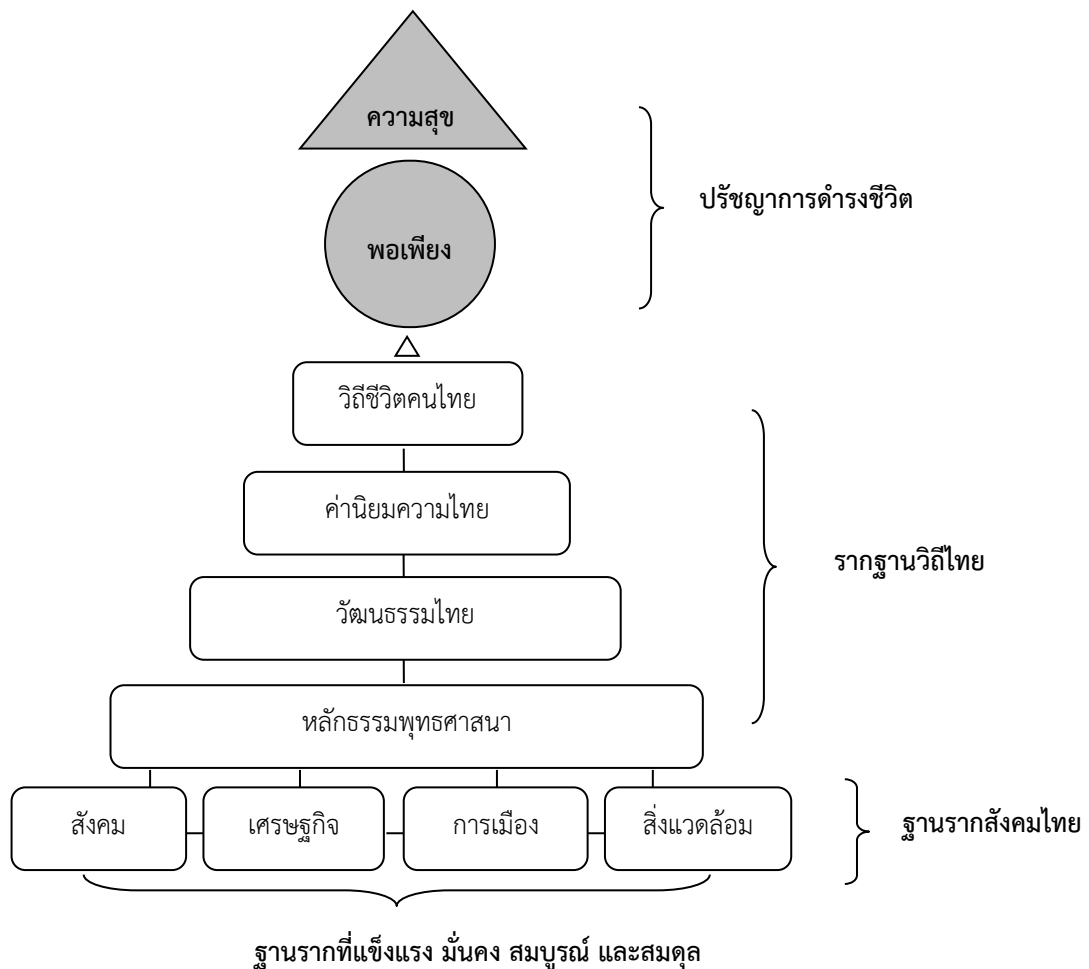 ความสุข
พอเพียง
ปรัชญาการดำรงชีวิต
วิถีชีวิตคนไทย
ค่านิยมความไทย
วัฒนธรรมไทย
หลักธรรมพุทธศาสนา
รากฐานวิถีไทย
สังคม
เศรษฐกิจ
การเมือง
สิ่งแวดล้อม
ฐานรากสังคมไทย
ฐานรากที่แข็งแรง มั่นคง สมบูรณ์ และสมดุล